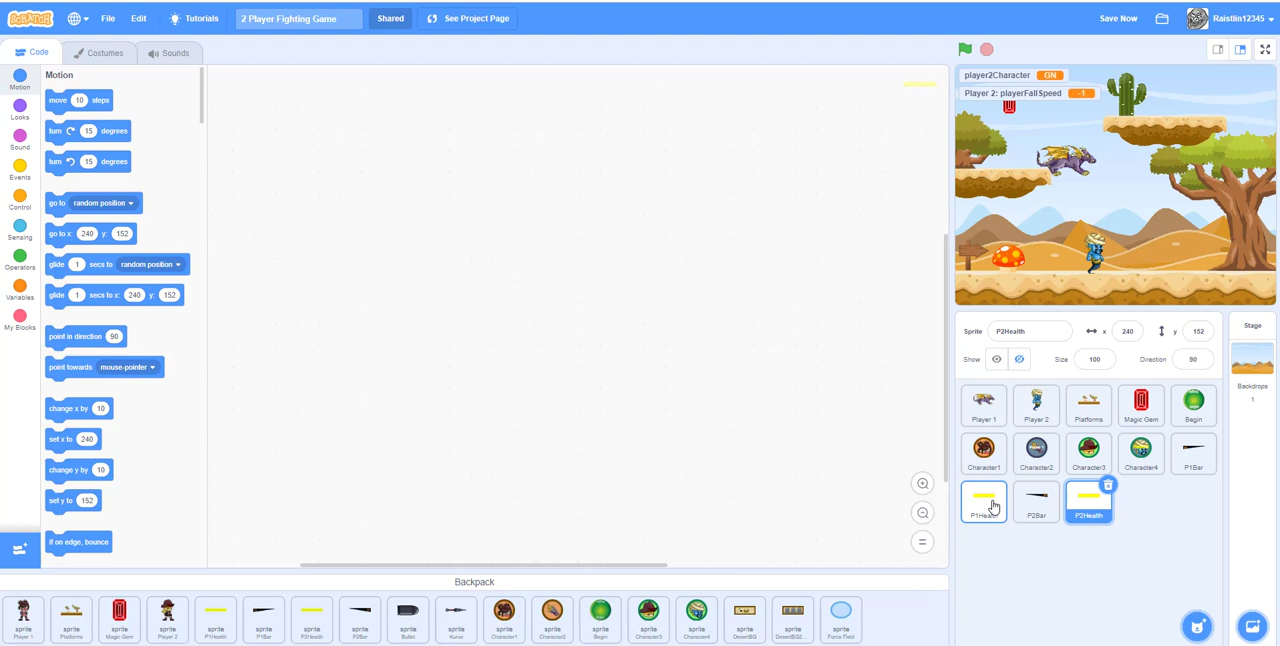 SCRATCH File Edit Tutorials 2 Player Fighting Game Shared See Project Page Save Now Raistlin12345
Code Costumes Sounds
Motion
Looks
Sound
Events
Control
Sensing
Operators
Variables
My Blocks
Motion
move 10 steps
turn 15 degrees
turn 15 degrees
go to random position
go to x: 240 y: 152
glide 1 secs to random position
glide 1 secs to x: 240 y: 152
point in direction 90
point towards mouse-pointer
change x by 10
set x to 240
change y by 10
set y to 152
if on edge, bounce
player2Character GN
Player 2: playerFallSpeed -1
Sprite P2Health x 240 y 152
Show Size 100 Direction 90
Stage
Backdrops
1
Player 1 Player 2 Platforms Magic Gem Begin
Character1 Character2 Character3 Character4 P1Bar
P1Health P2Bar P2Health
Backpack
sprite sprite sprite sprite sprite sprite sprite sprite sprite sprite sprite sprite sprite sprite sprite sprite sprite sprite
Player 1 Platforms Magic Gem Player 2 P1Health P1Bar P2Health P2Bar Bullet Kunai Character1 Character2 Begin Character3 Character4 DesertBG DesertBG2... Force Field